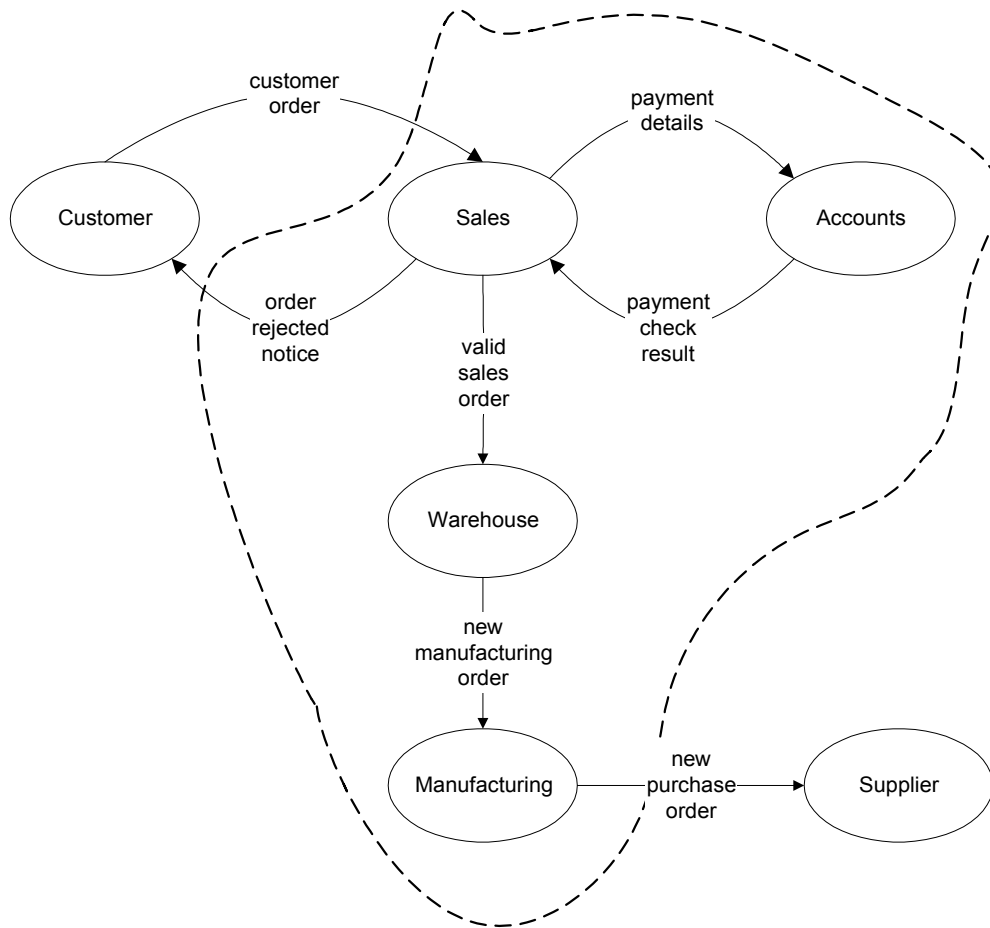 customer
order
payment
details
Customer
Sales
Accounts
order
rejected
notice
payment
check
result
valid
sales
order
Warehouse
new
manufacturing
order
Manufacturing
new
purchase
order
Supplier